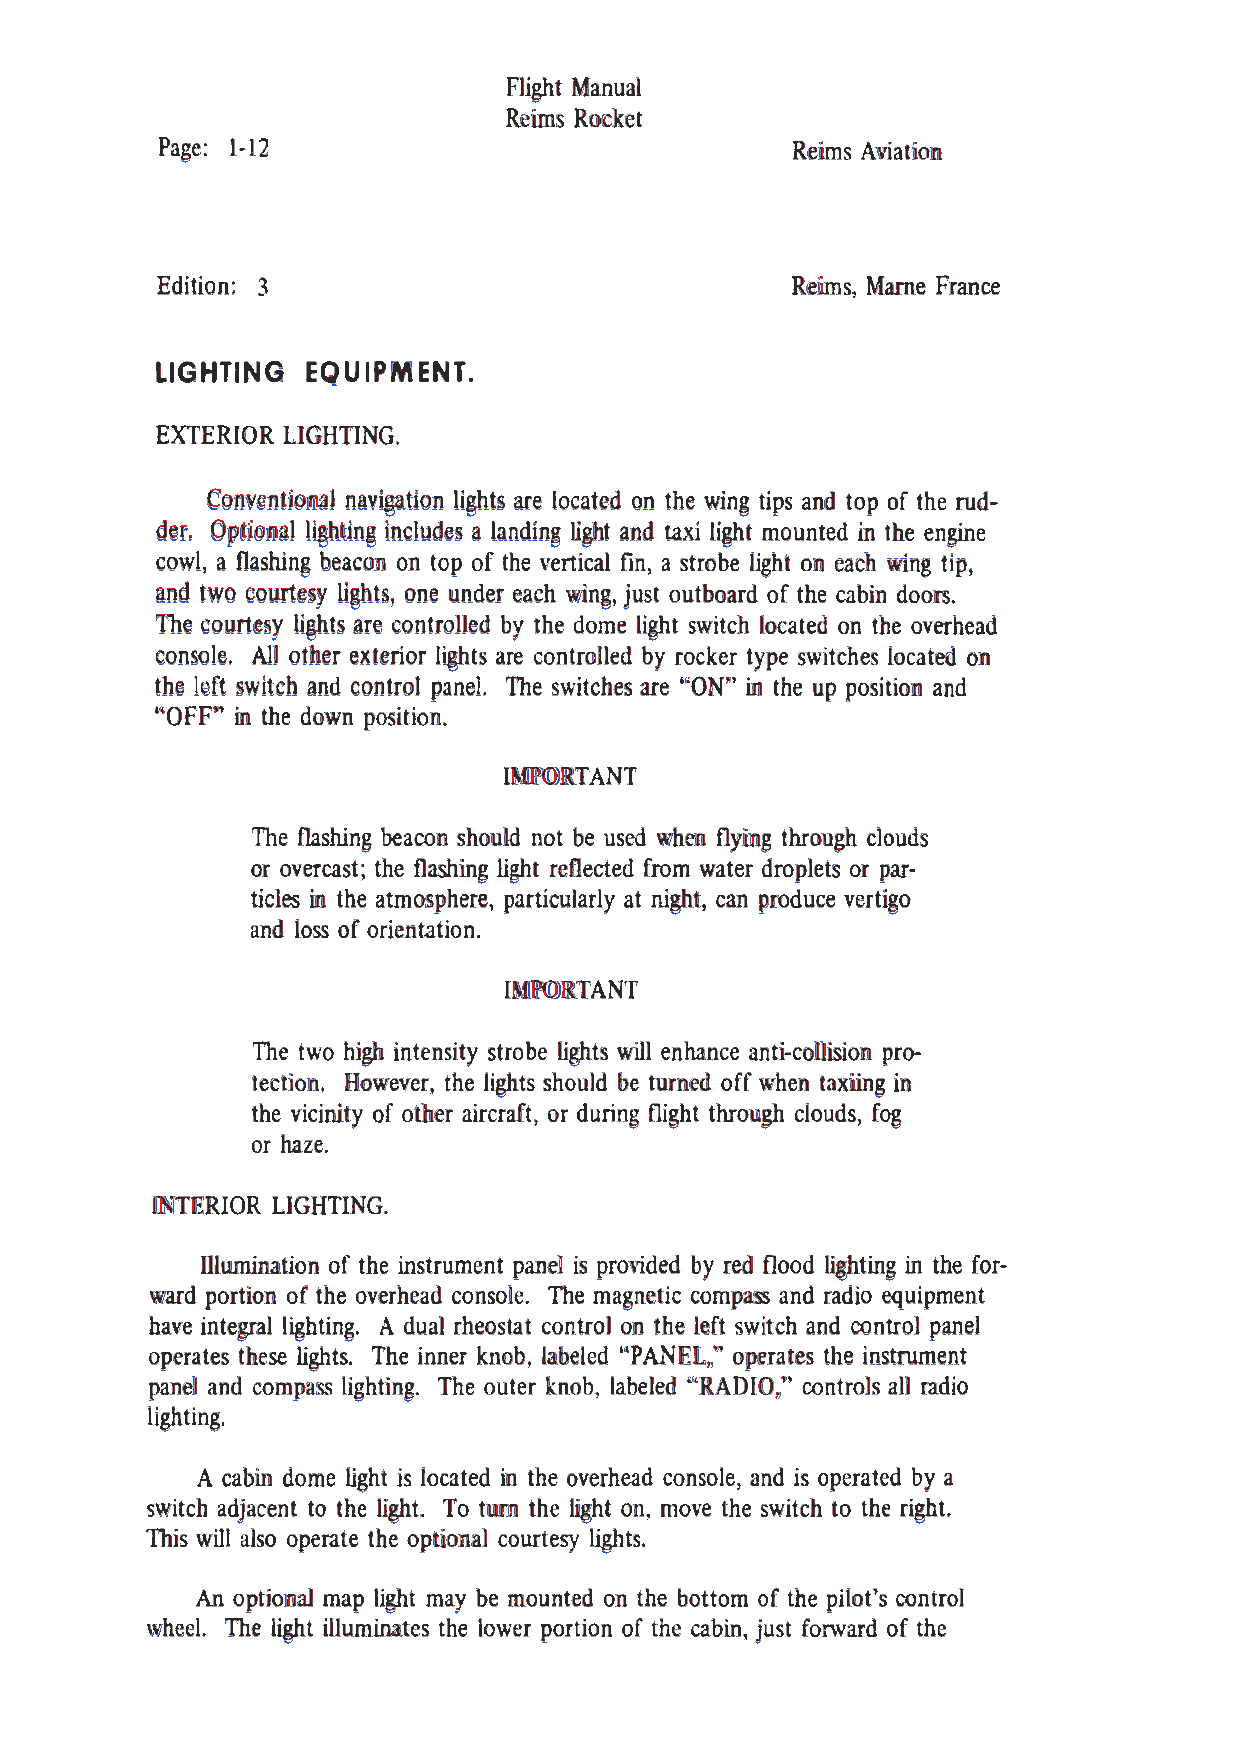 Flight Manual
Reims Rocket
Page: 1-12 Reims Aviation
Edition: 3 Reims, Marne France
LIGHTING EQUIPMENT.
EXTERIOR LIGHTING.
Conventional navigation lights are located on the wing tips and top of the rud-
der. Optional lighting includes a landing light and taxi light mounted in the engine
cowl, a flashing beacon on top of the vertical fin, a strobe light on each wing tip,
and two courtesy lights, one under each wing, just outboard of the cabin doors.
The courtesy lights are controlled by the dome light switch located on the overhead
console. All other exterior lights are controlled by rocker type switches located on
the left switch and control panel. The switches are “ON” in the up position and
“OFF” in the down position.
IMPORTANT
The flashing beacon should not be used when flying through clouds
or overcast; the flashing light reflected from water droplets or par-
ticles in the atmosphere, particularly at night, can produce vertigo
and loss of orientation.
IMPORTANT
The two high intensity strobe lights will enhance anti-collision pro-
tection. However, the lights should be turned off when taxiing in
the vicinity of other aircraft, or during flight through clouds, fog
or haze.
INTERIOR LIGHTING.
Illumination of the instrument panel is provided by red flood lighting in the for-
ward portion of the overhead console. The magnetic compass and radio equipment
have integral lighting. A dual rheostat control on the left switch and control panel
operates these lights. The inner knob, labeled “PANEL,” operates the instrument
panel and compass lighting. The outer knob, labeled “RADIO,” controls all radio
lighting.
A cabin dome light is located in the overhead console, and is operated by a
switch adjacent to the light. To turn the light on, move the switch to the right.
This will also operate the optional courtesy lights.
An optional map light may be mounted on the bottom of the pilot’s control
wheel. The light illuminates the lower portion of the cabin, just forward of the